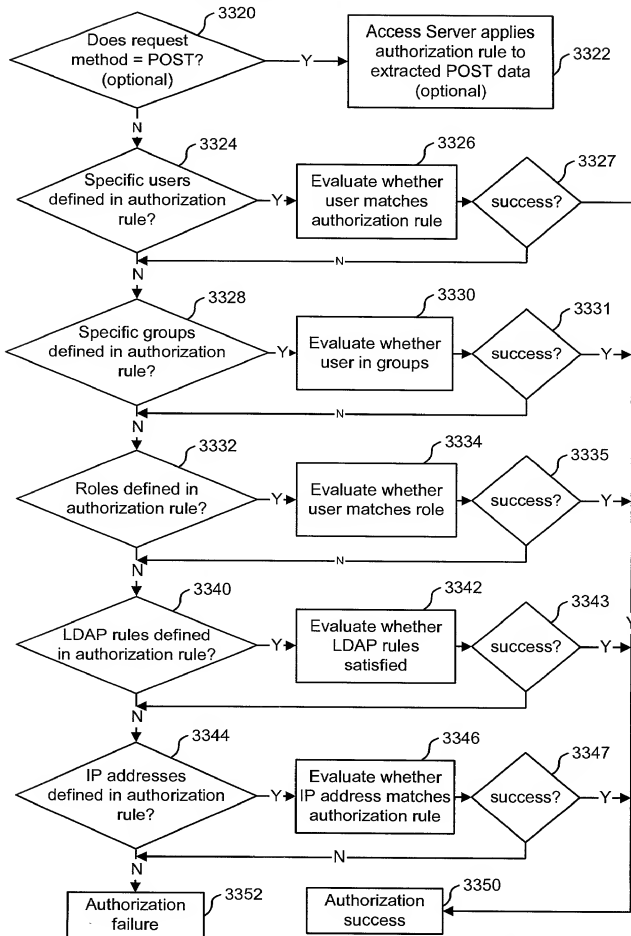 3320
Does request
method = POST?
(optional)
Y
Access Server applies
authorization rule to
extracted POST data
(optional)
3322
N
3324
Specific users
defined in authorization
rule?
Y
3326
Evaluate whether
user matches
authorization rule
3327
success?
N
N
3328
Specific groups
defined in authorization
rule?
Y
3330
Evaluate whether
user in groups
3331
success?
Y
N
N
3332
Roles defined in
authorization rule?
Y
3334
Evaluate whether
user matches role
3335
success?
Y
N
N
3340
LDAP rules defined
in authorization rule?
Y
3342
Evaluate whether
LDAP rules
satisfied
3343
success?
Y
Y
N
N
3344
IP addresses
defined in authorization
rule?
Y
3346
Evaluate whether
IP address matches
authorization rule
3347
success?
Y
N
N
Authorization
failure
3352
Authorization
success
3350